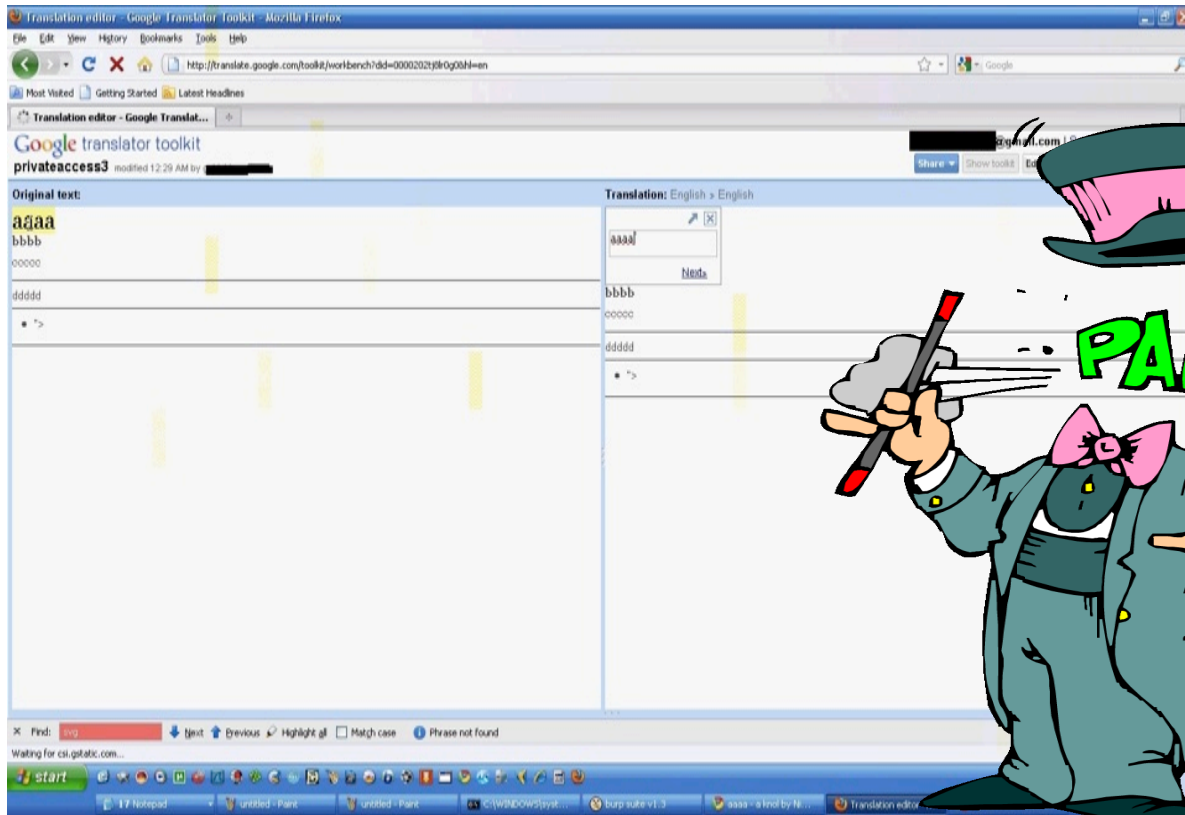 Translation editor - Google Translator Toolkit - Mozilla Firefox
File Edit View History Bookmarks Tools Help
http://translate.google.com/toolkit/workbench?did=0000202tj8lr0g0&hl=en
Google
Most Visited Getting Started Latest Headlines
Translation editor - Google Translat...
Google translator toolkit
@gmail.com |
privateaccess3 modified 12:29 AM by
Share Show toolkit
Original text:
Translation: English > English
aaaa
bbbb
ccccc
ddddd
">
aaaa
Next»
bbbb
ccccc
ddddd
">
PA
Find: svg Next Previous Highlight all Match case Phrase not found
Waiting for csi.gstatic.com...
start
17 Notepad untitled - Paint untitled - Paint C:\WINDOWS\syst... burp suite v1.3 aaaa - a knol by Ni... Translation editor